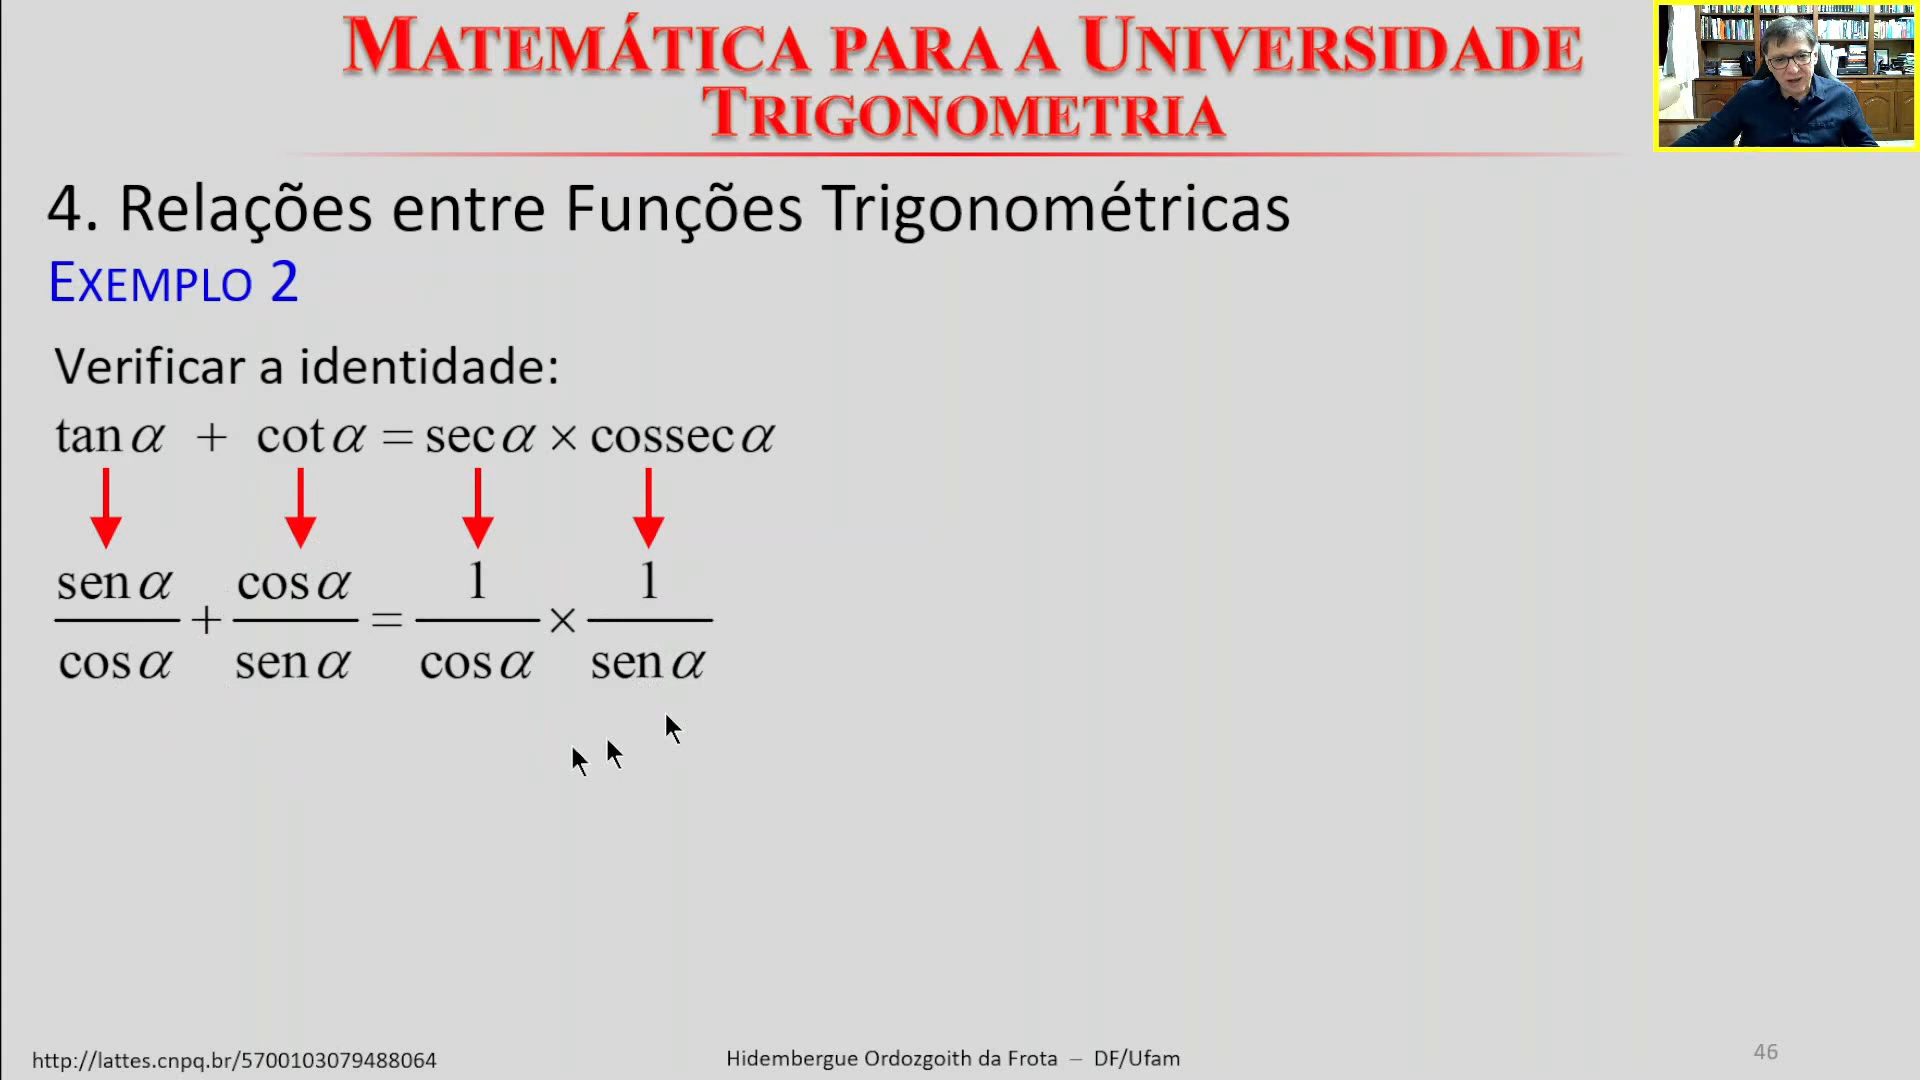 MATEMÁTICA PARA A UNIVERSIDADE
TRIGONOMETRIA
4. Relações entre Funções Trigonométricas
EXEMPLO 2
Verificar a identidade:
tan α + cot α = sec α × cossec α
sen α / cos α + cos α / sen α = 1 / cos α × 1 / sen α
http://lattes.cnpq.br/5700103079488064
Hidembergue Ordozgoith da Frota – DF/Ufam
46